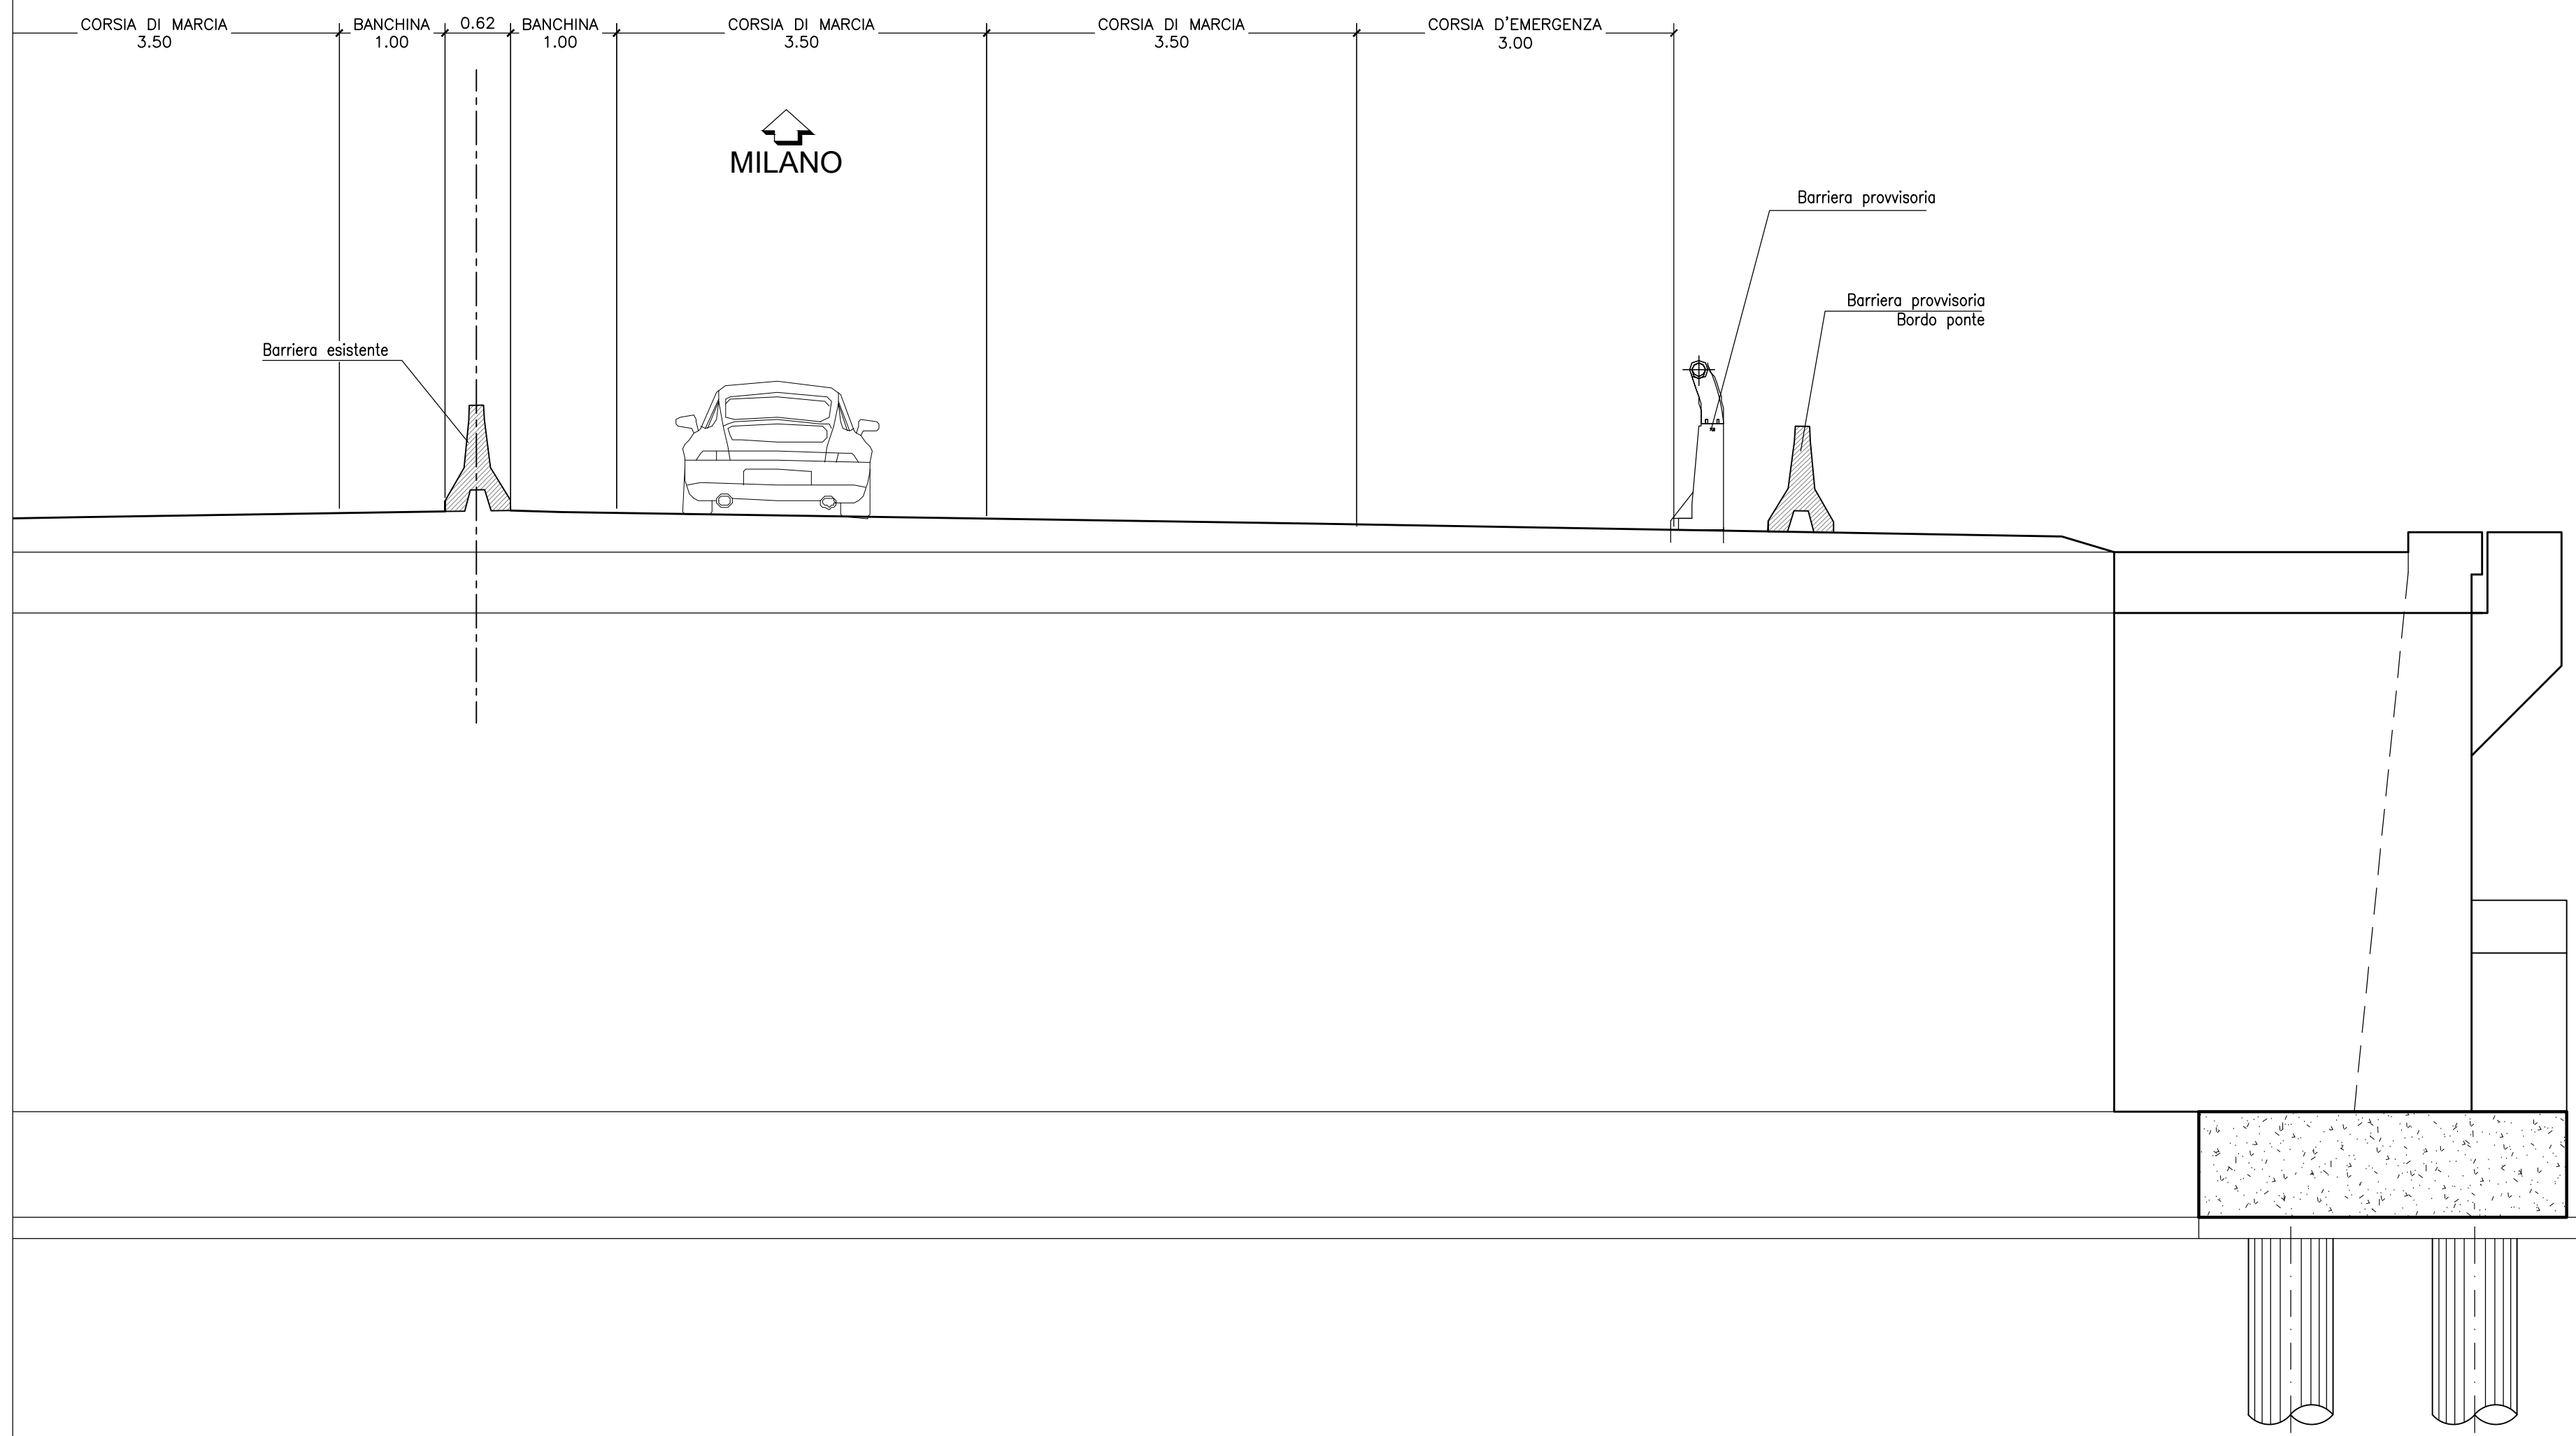 CORSIA DI MARCIA
3.50
BANCHINA
1.00
0.62
BANCHINA
1.00
CORSIA DI MARCIA
3.50
CORSIA DI MARCIA
3.50
CORSIA D'EMERGENZA
3.00
MILANO
Barriera provvisoria
Barriera provvisoria
Bordo ponte
Barriera esistente